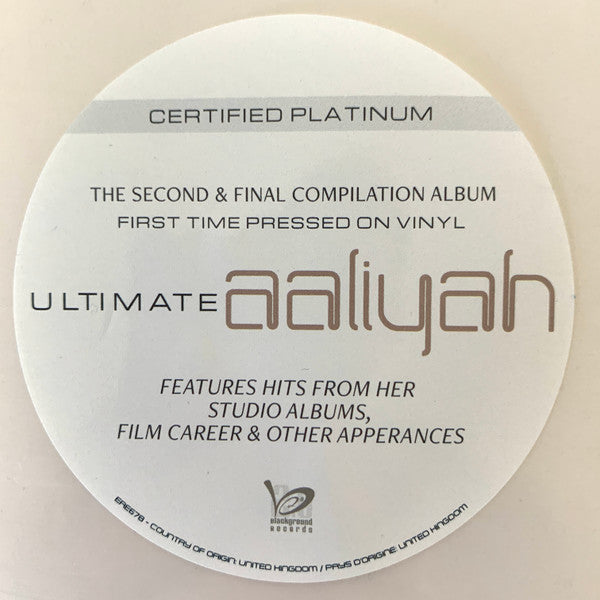 CERTIFIED PLATINUM
THE SECOND & FINAL COMPILATION ALBUM
FIRST TIME PRESSED ON VINYL
ULTIMATE aaliyah
FEATURES HITS FROM HER
STUDIO ALBUMS,
FILM CAREER & OTHER APPERANCES
blackground
records
ERE678 - COUNTRY OF ORIGIN: UNITED KINGDOM / PAYS D'ORIGINE: UNITED KINGDOM